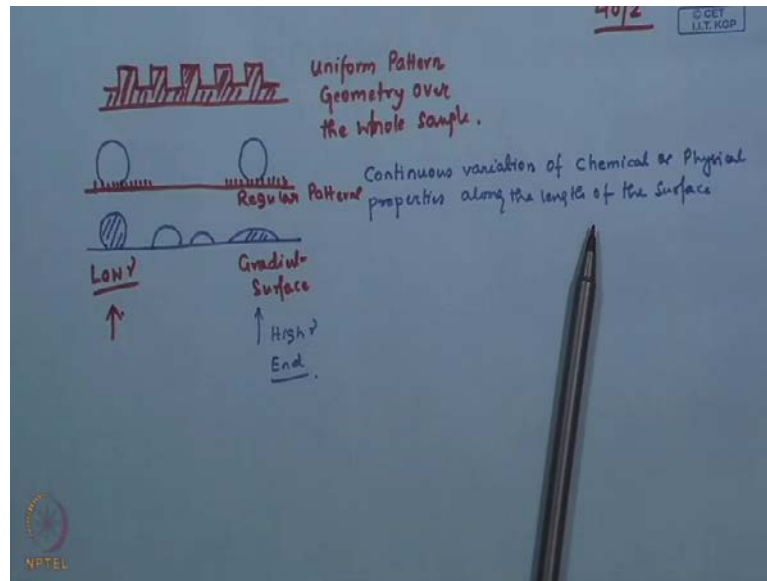 40/2
© CET
I.I.T. KGP
Uniform Pattern
Geometry over
the whole sample.
Regular Pattern
Continuous variation of Chemical or Physical
properties along the length of the Surface
Low γ
Gradient
Surface
High γ
End.
NPTEL